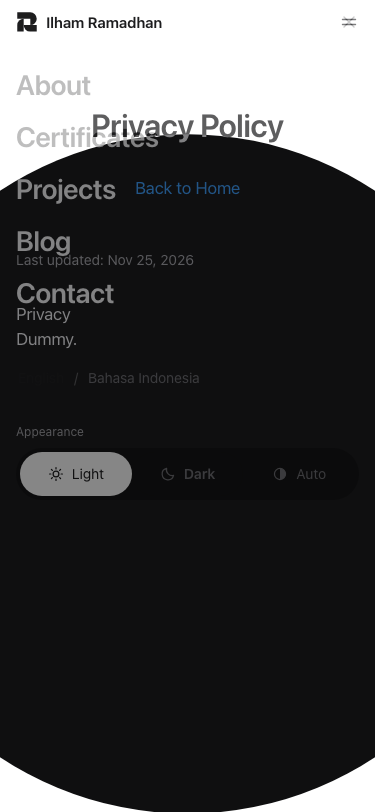 Ilham Ramadhan
About
Privacy Policy
Certificates
Projects
Back to Home
Blog
Last updated: Nov 25, 2025
Contact
Privacy
Dummy.
/ Bahasa Indonesia
Appearance
Light
Dark
Auto